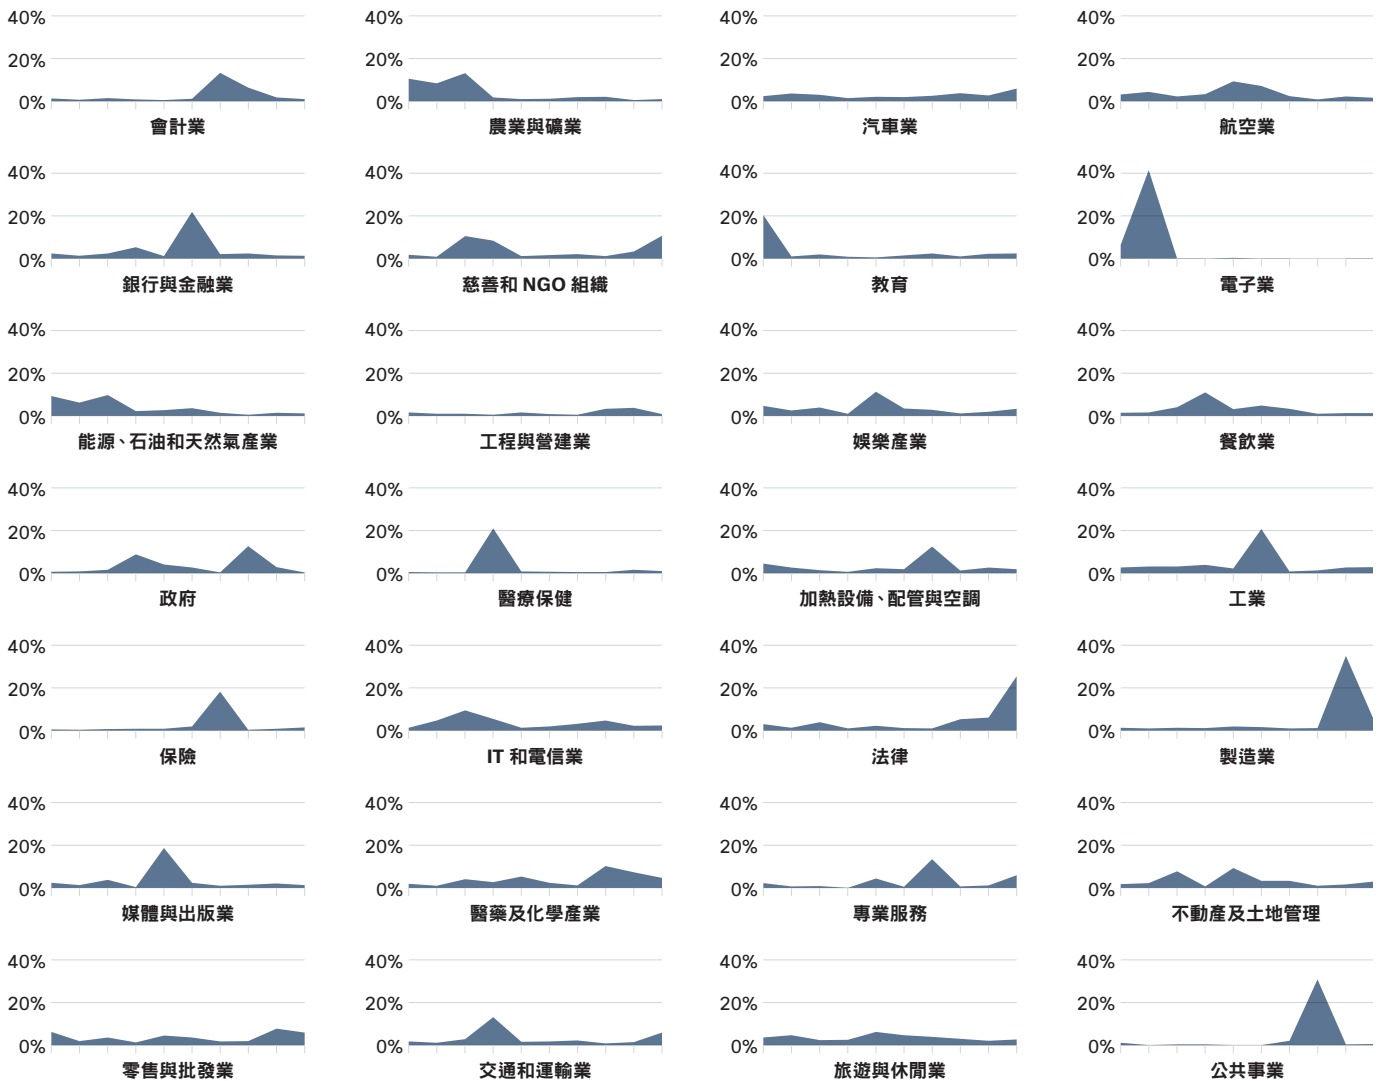 40% 40% 40% 40%
20% 20% 20% 20%
0% 0% 0% 0%
會計業 農業與礦業 汽車業 航空業
40% 40% 40% 40%
20% 20% 20% 20%
0% 0% 0% 0%
銀行與金融業 慈善和 NGO 組織 教育 電子業
40% 40% 40% 40%
20% 20% 20% 20%
0% 0% 0% 0%
能源、石油和天然氣產業 工程與營建業 娛樂產業 餐飲業
40% 40% 40% 40%
20% 20% 20% 20%
0% 0% 0% 0%
政府 醫療保健 加熱設備、配管與空調 工業
40% 40% 40% 40%
20% 20% 20% 20%
0% 0% 0% 0%
保險 IT 和電信業 法律 製造業
40% 40% 40% 40%
20% 20% 20% 20%
0% 0% 0% 0%
媒體與出版業 醫藥及化學產業 專業服務 不動產及土地管理
40% 40% 40% 40%
20% 20% 20% 20%
0% 0% 0% 0%
零售與批發業 交通和運輸業 旅遊與休閒業 公共事業